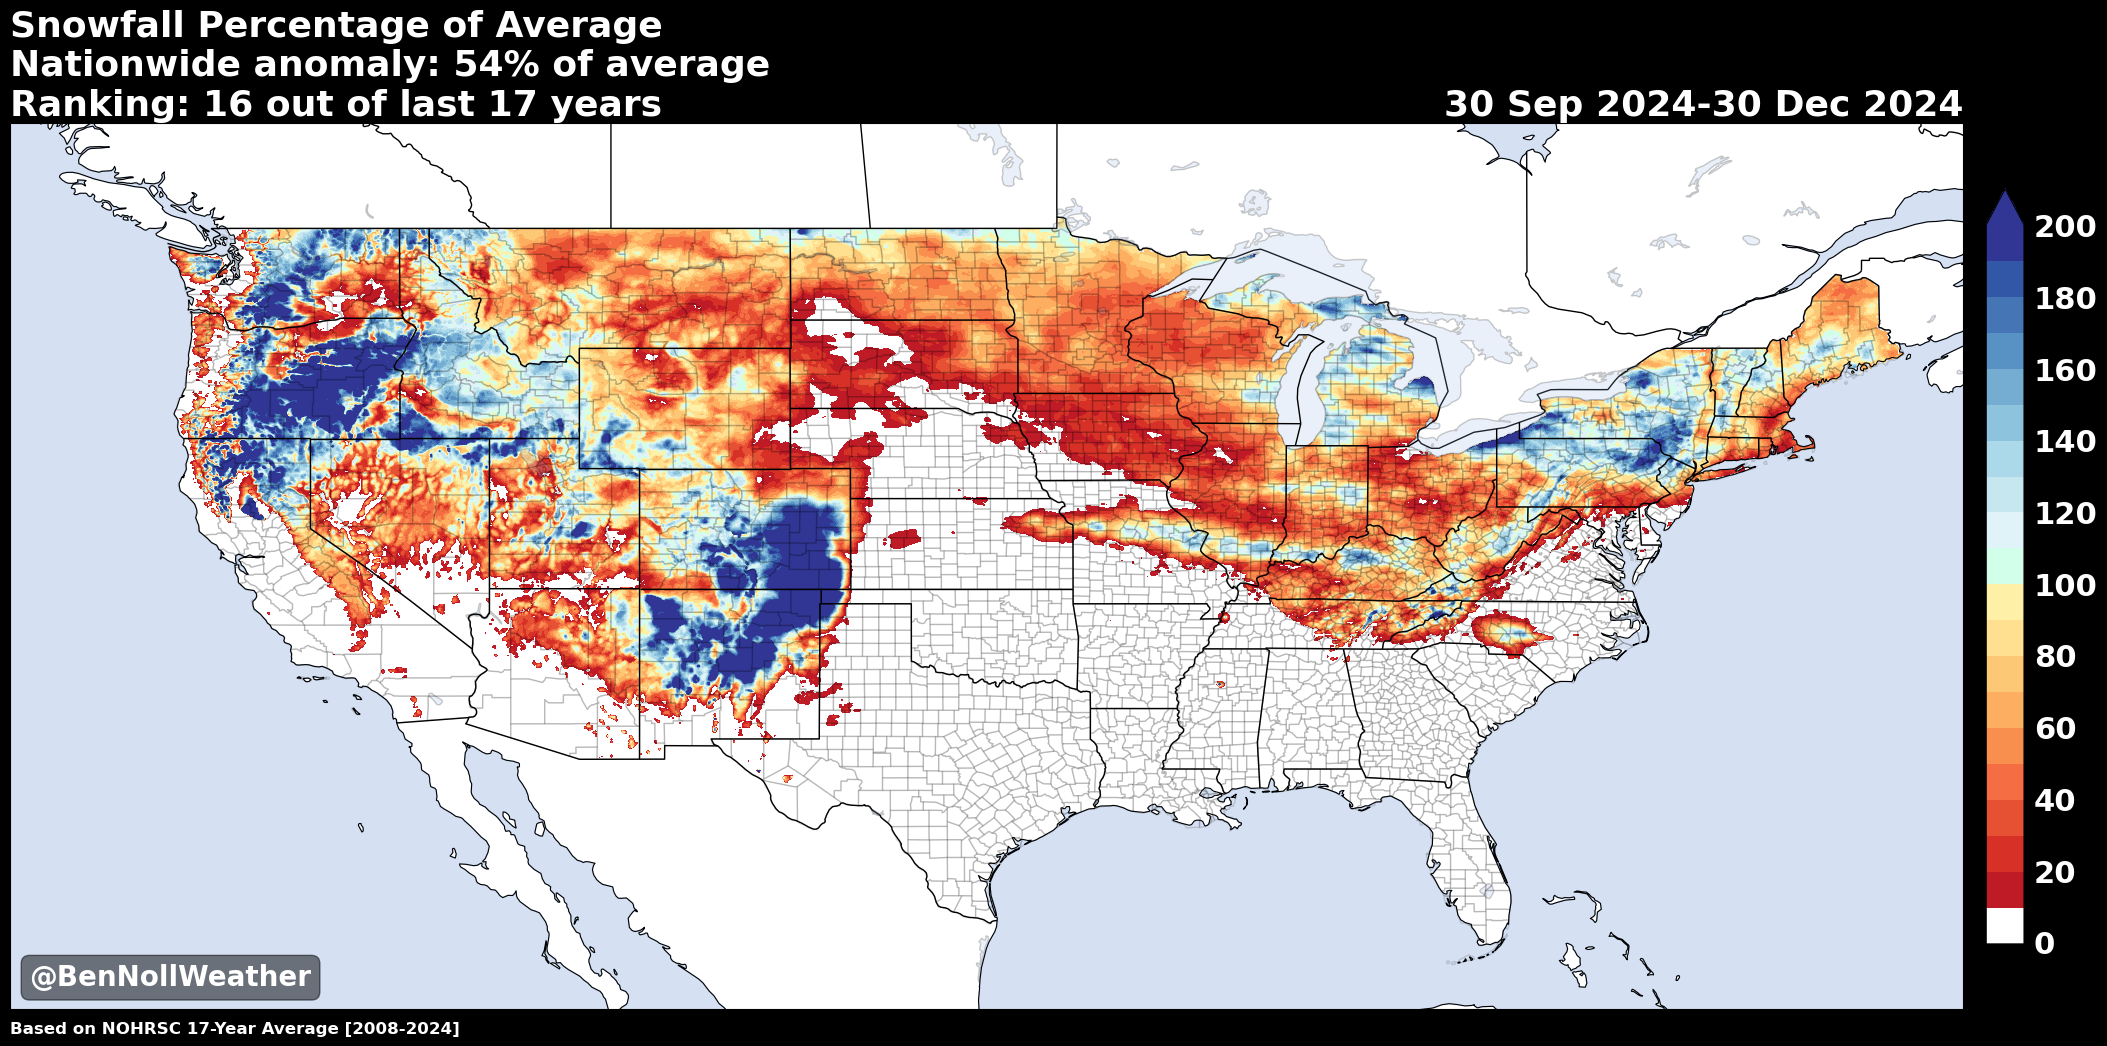 Snowfall Percentage of Average
Nationwide anomaly: 54% of average
Ranking: 16 out of last 17 years
30 Sep 2024-30 Dec 2024
200
180
160
140
120
100
80
60
40
20
0
@BenNollWeather
Based on NOHRSC 17-Year Average [2008-2024]